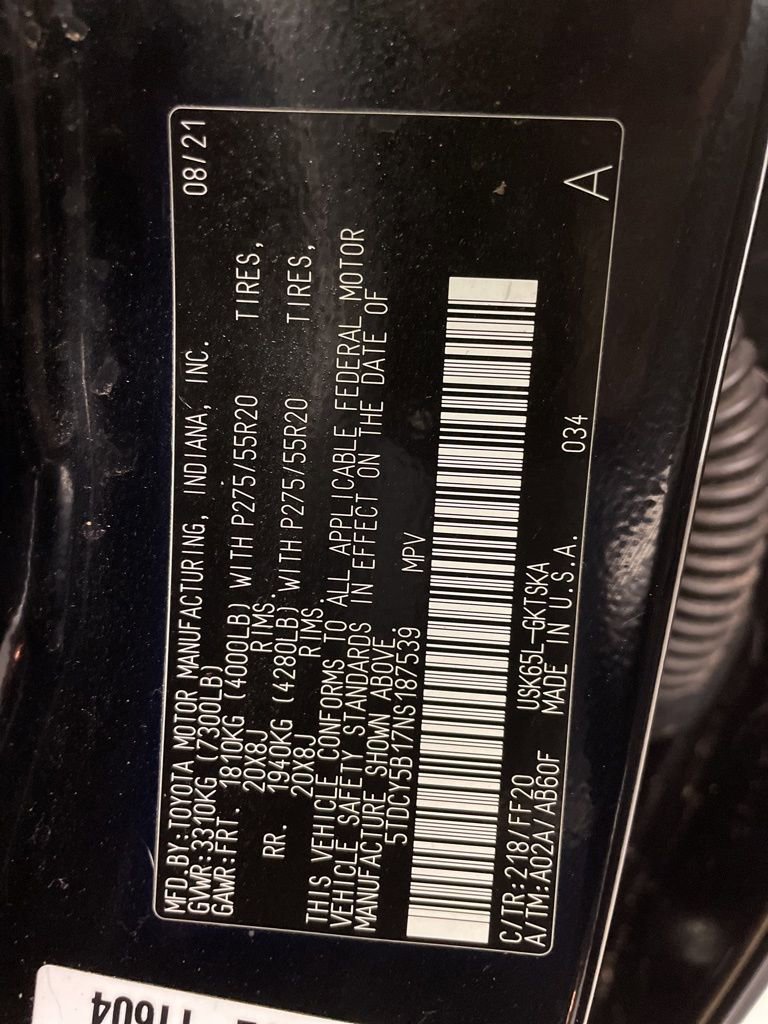 MFD.BY:TOYOTA MOTOR MANUFACTURING, INDIANA, INC. 08/21
GVWR:3310KG (7300LB)
GAWR:FRT. 1810KG (4000LB) WITH P275/55R20 TIRES,
20X8J RIMS.
RR. 1940KG (4280LB) WITH P275/55R20 TIRES,
20X8J RIMS.
THIS VEHICLE CONFORMS TO ALL APPLICABLE FEDERAL MOTOR
VEHICLE SAFETY STANDARDS IN EFFECT ON THE DATE OF
MANUFACTURE SHOWN ABOVE.
5TDCY5B17NS187539 MPV
C/TR:218/FF20 USK65L-GKTSKA
A/TM:A02A/AB60F MADE IN U.S.A. 034 A